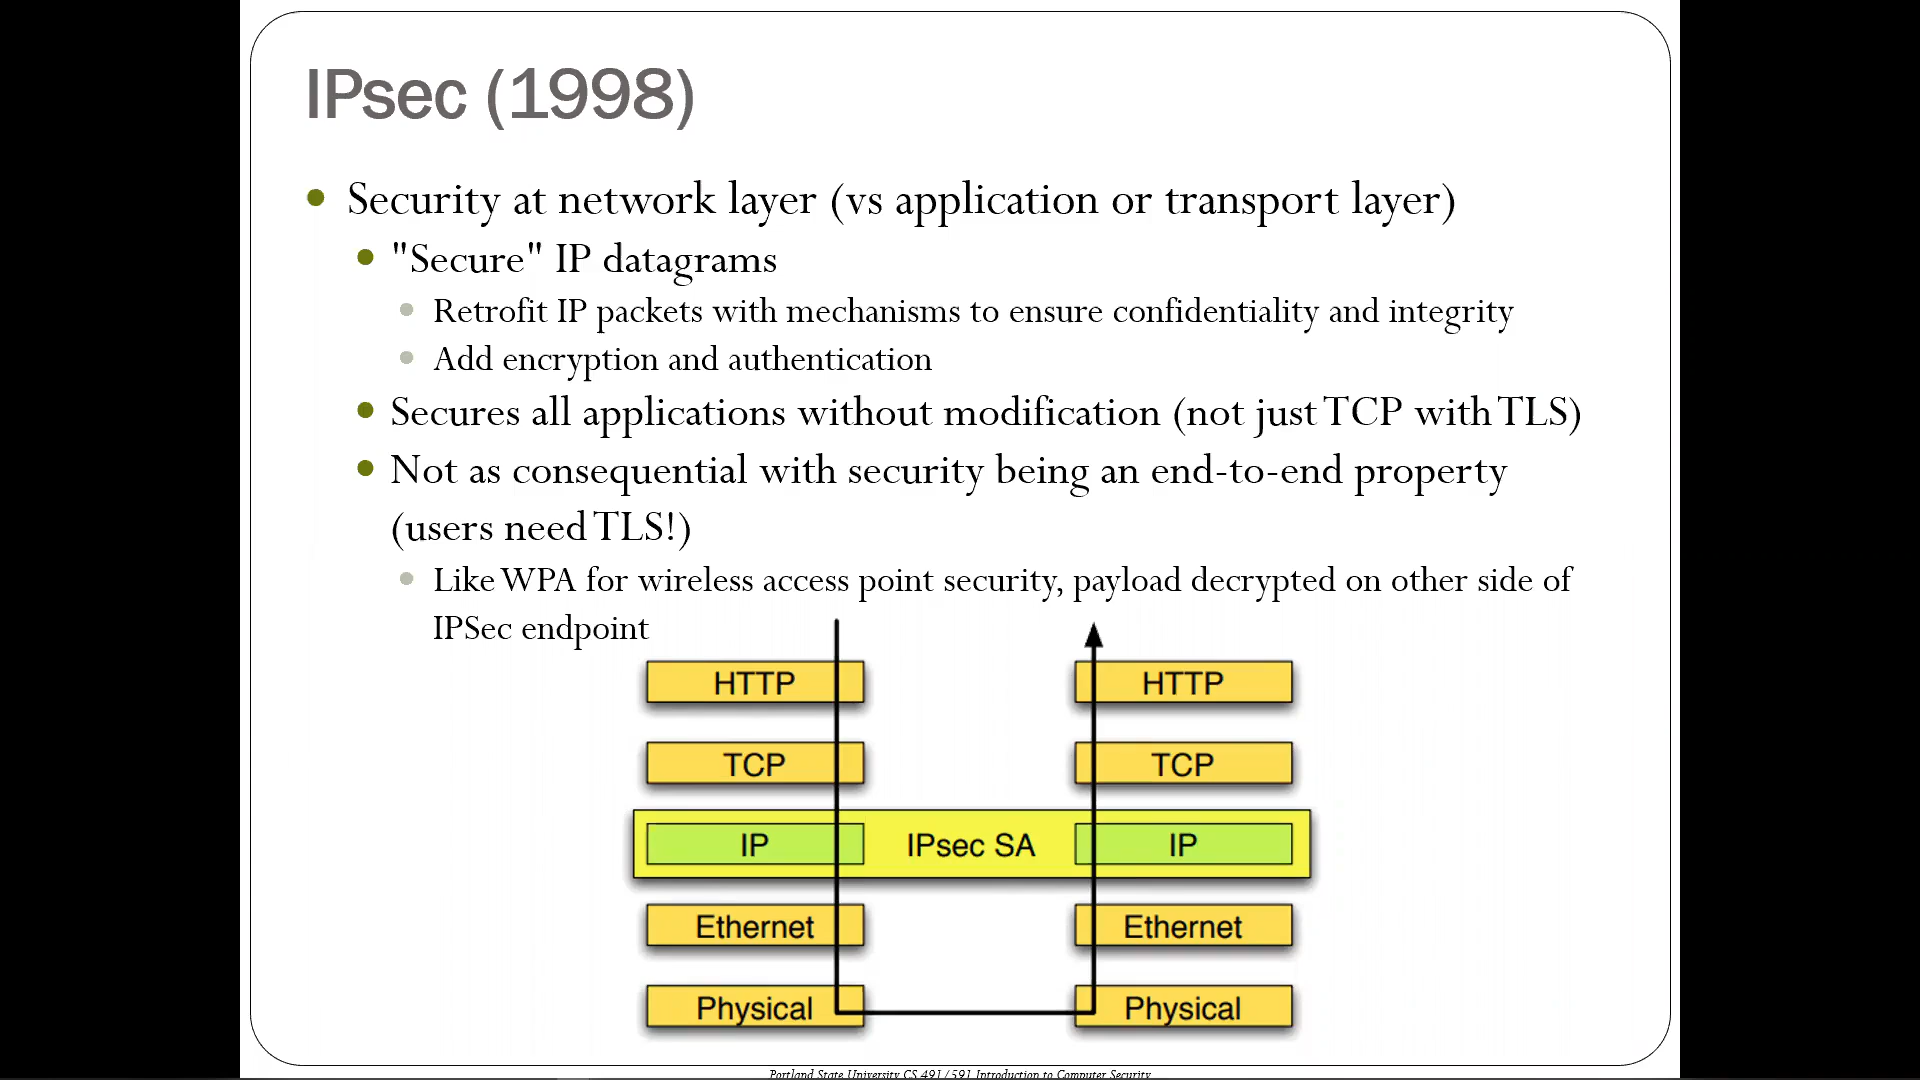 IPsec (1998)
Security at network layer (vs application or transport layer)
"Secure" IP datagrams
Retrofit IP packets with mechanisms to ensure confidentiality and integrity
Add encryption and authentication
Secures all applications without modification (not just TCP with TLS)
Not as consequential with security being an end-to-end property
(users need TLS!)
Like WPA for wireless access point security, payload decrypted on other side of
IPSec endpoint
HTTP HTTP
TCP TCP
IP IPsec SA IP
Ethernet Ethernet
Physical Physical
Portland State University CS 491/591 Introduction to Computer Security